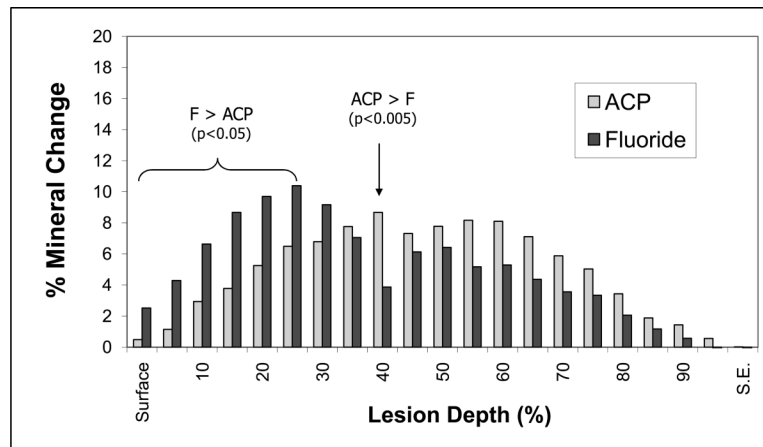 20
18
16
14
12
10
8
6
4
2
0
% Mineral Change
F > ACP
(p<0.05)
ACP > F
(p<0.005)
ACP
Fluoride
Surface
10
20
30
40
50
60
70
80
90
S.E.
Lesion Depth (%)